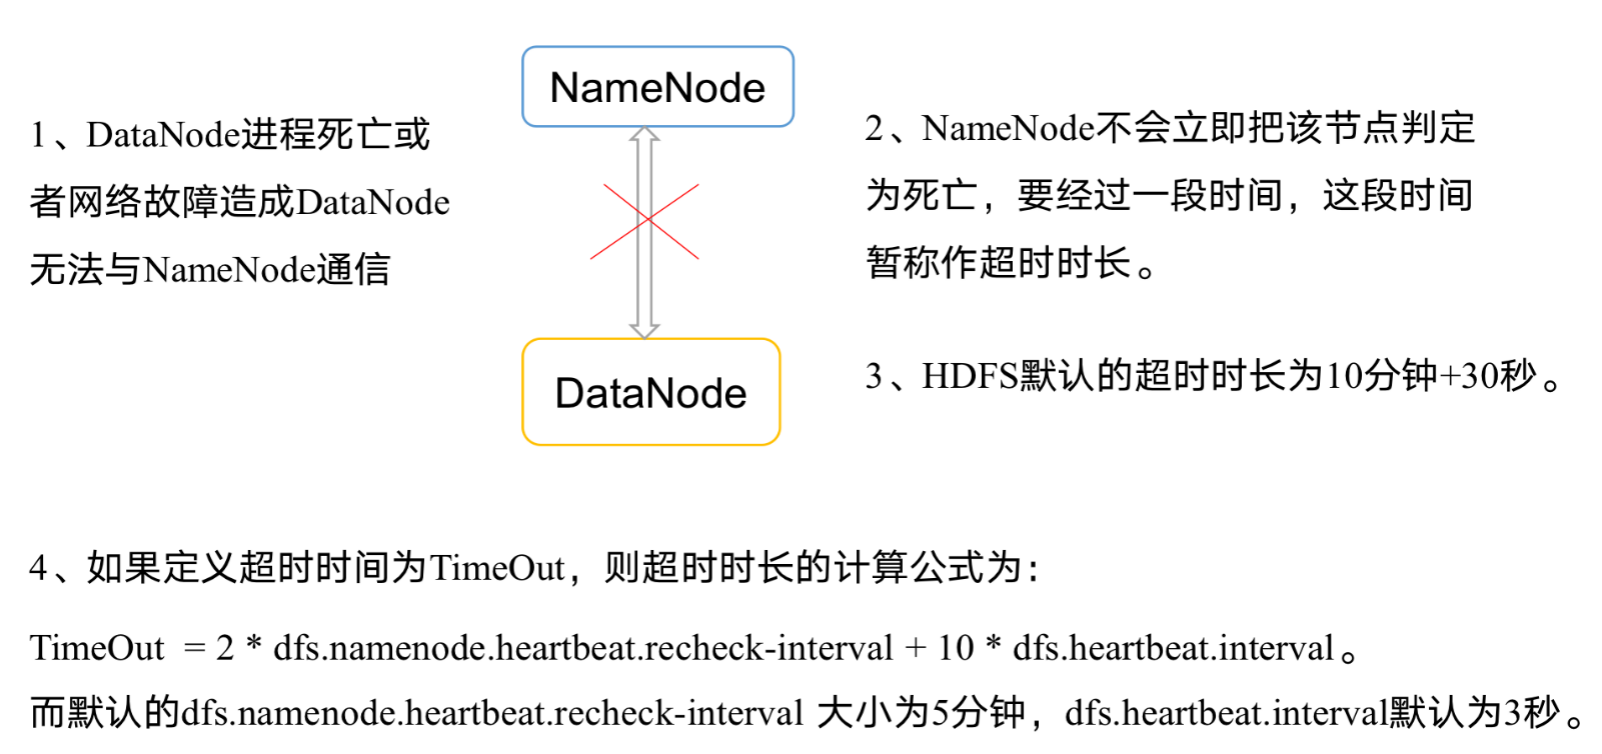 NameNode
1、DataNode进程死亡或
者网络故障造成DataNode
无法与NameNode通信
2、NameNode不会立即把该节点判定
为死亡，要经过一段时间，这段时间
暂称作超时时长。
DataNode
3、HDFS默认的超时时长为10分钟+30秒。
4、如果定义超时时间为TimeOut，则超时时长的计算公式为：
TimeOut = 2 * dfs.namenode.heartbeat.recheck-interval + 10 * dfs.heartbeat.interval。
而默认的dfs.namenode.heartbeat.recheck-interval 大小为5分钟，dfs.heartbeat.interval默认为3秒。